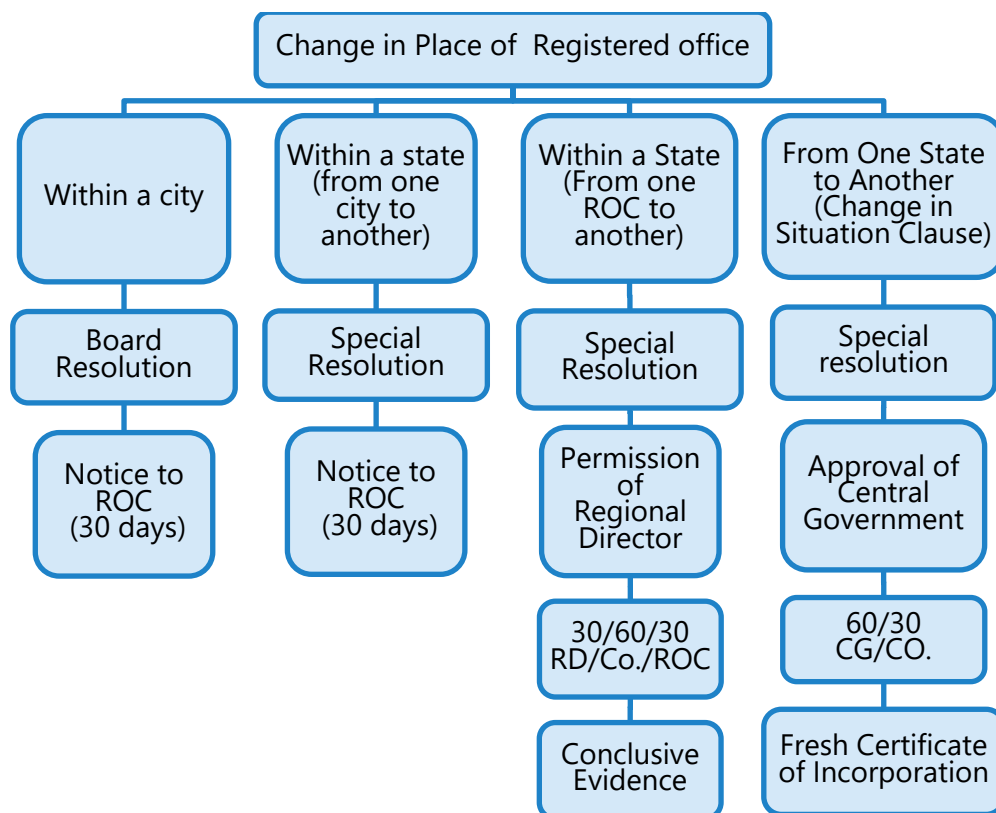 Change in Place of Registered office
Within a city
Within a state
(from one
city to
another)
Within a State
(From one
ROC to
another)
From One State
to Another
(Change in
Situation Clause)
Board
Resolution
Special
Resolution
Special
Resolution
Special
resolution
Notice to
ROC
(30 days)
Notice to
ROC
(30 days)
Permission
of
Regional
Director
Approval of
Central
Government
30/60/30
RD/Co./ROC
60/30
CG/CO.
Conclusive
Evidence
Fresh Certificate
of Incorporation